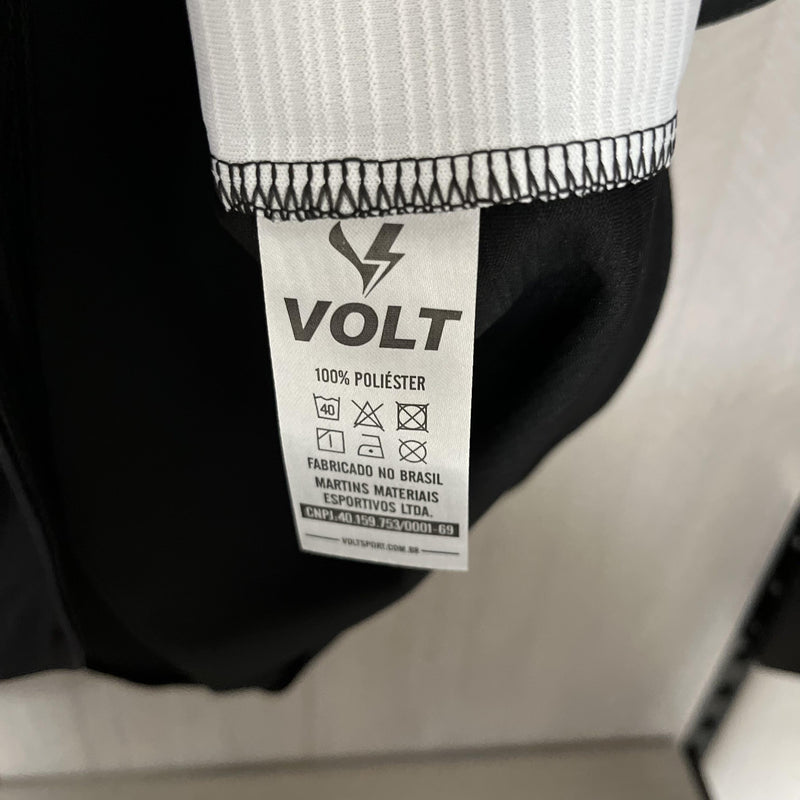 VOLT
100% POLIÉSTER
40
FABRICADO NO BRASIL
MARTINS MATERIAIS
ESPORTIVOS LTDA.
CNPJ.40.159.753/0001-69
VOLTSPORT.COM.BR